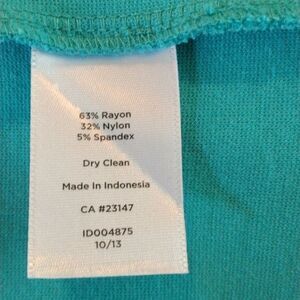 63% Rayon
32% Nylon
5% Spandex
Dry Clean
Made In Indonesia
CA #23147
ID004875
10/13